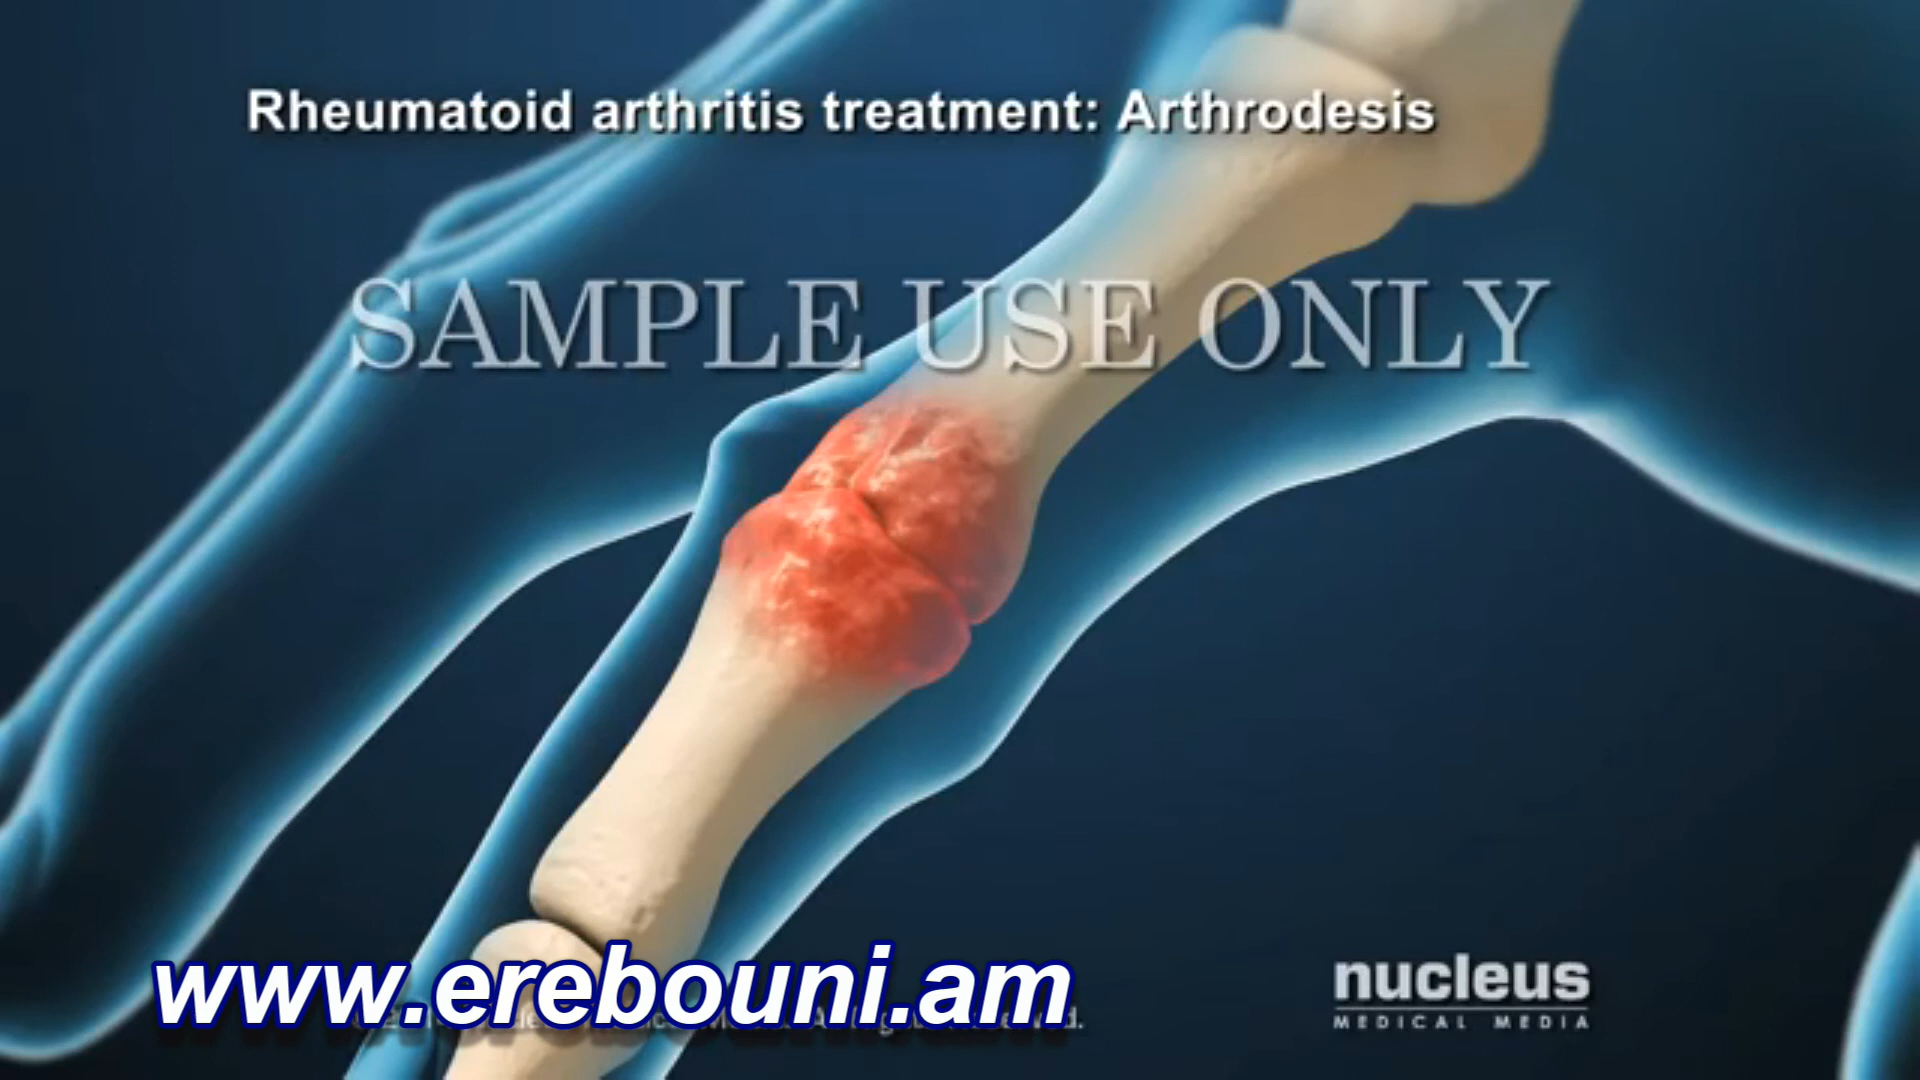 Rheumatoid arthritis treatment: Arthrodesis
SAMPLE USE ONLY
www.erebouni.am
nucleus
MEDICAL MEDIA